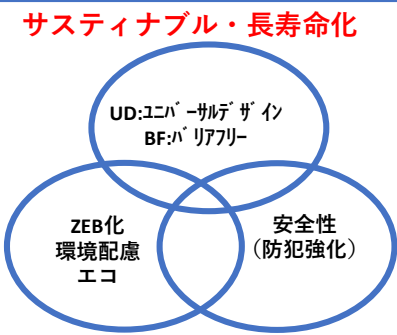 サスティナブル・長寿命化
UD:ﾕﾆﾊﾞｰｻﾙﾃﾞｻﾞｲﾝ
BF:ﾊﾞﾘｱﾌﾘｰ
ZEB化
環境配慮
エコ
安全性
（防犯強化）